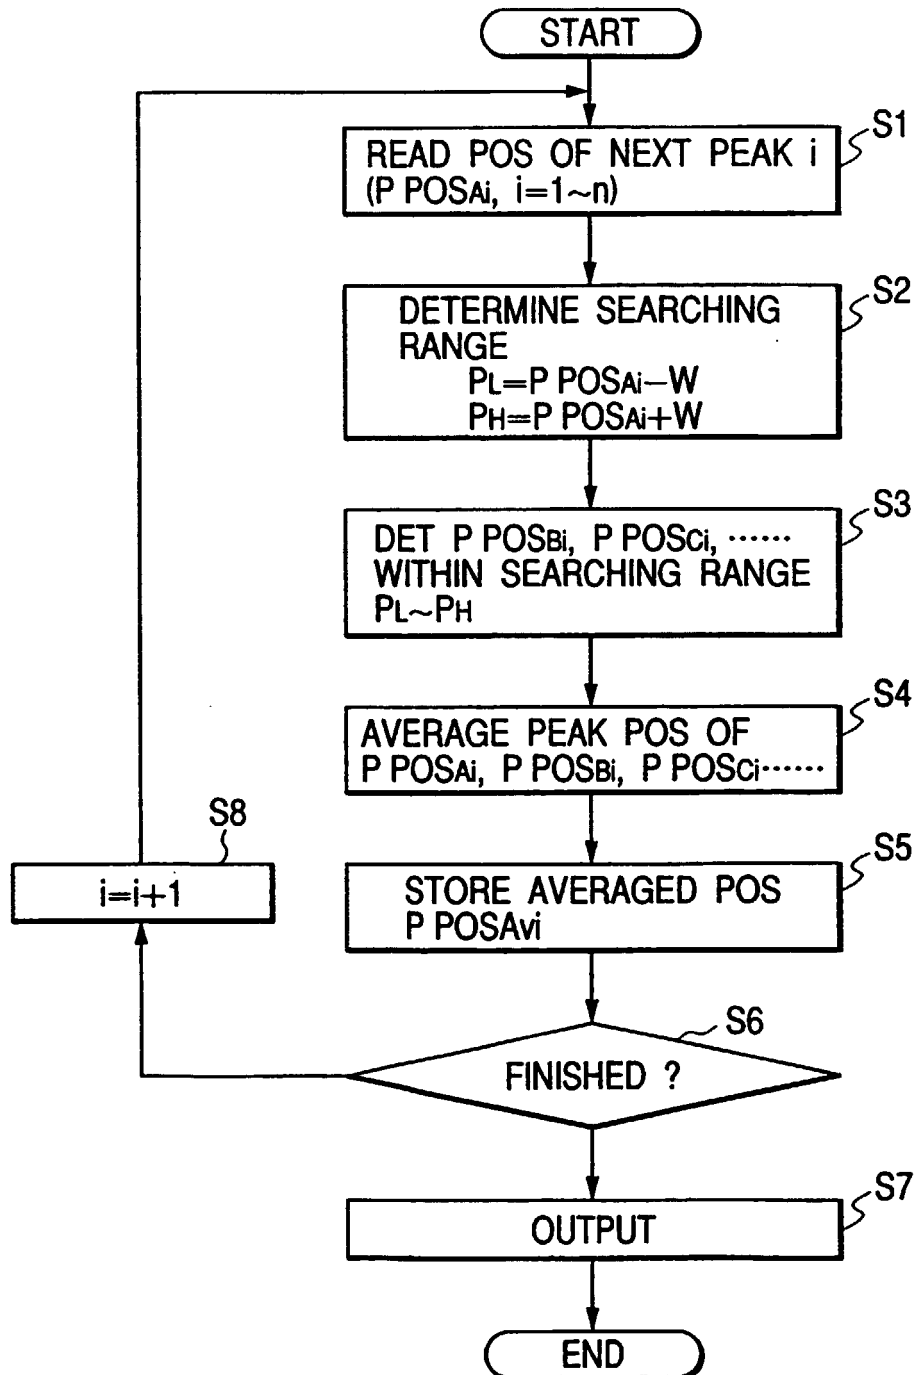 START
S1
READ POS OF NEXT PEAK i
(P POSAi, i=1~n)
S2
DETERMINE SEARCHING
RANGE
PL=P POSAi−W
PH=P POSAi+W
S3
DET P POSBi, P POSCi, ······
WITHIN SEARCHING RANGE
PL~PH
S4
AVERAGE PEAK POS OF
P POSAi, P POSBi, P POSCi······
S8
i=i+1
S5
STORE AVERAGED POS
P POSAvi
S6
FINISHED ?
S7
OUTPUT
END